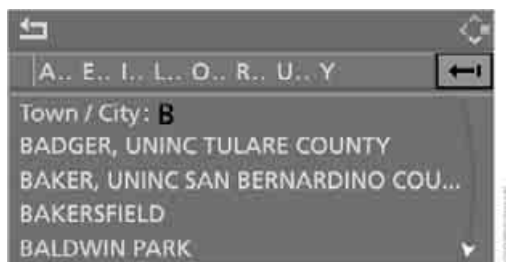 A.. E.. I.. L.. O.. R.. U.. Y
Town / City: B
BADGER, UNINC TULARE COUNTY
BAKER, UNINC SAN BERNARDINO COU...
BAKERSFIELD
BALDWIN PARK